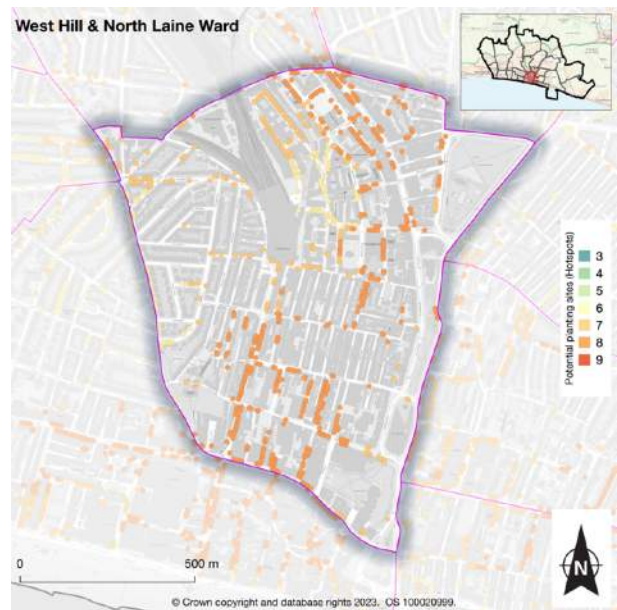 West Hill & North Laine Ward
Potential planting sites (Hotspots)
3
4
5
6
7
8
9
0
500 m
N
© Crown copyright and database rights 2023. OS 100020999.